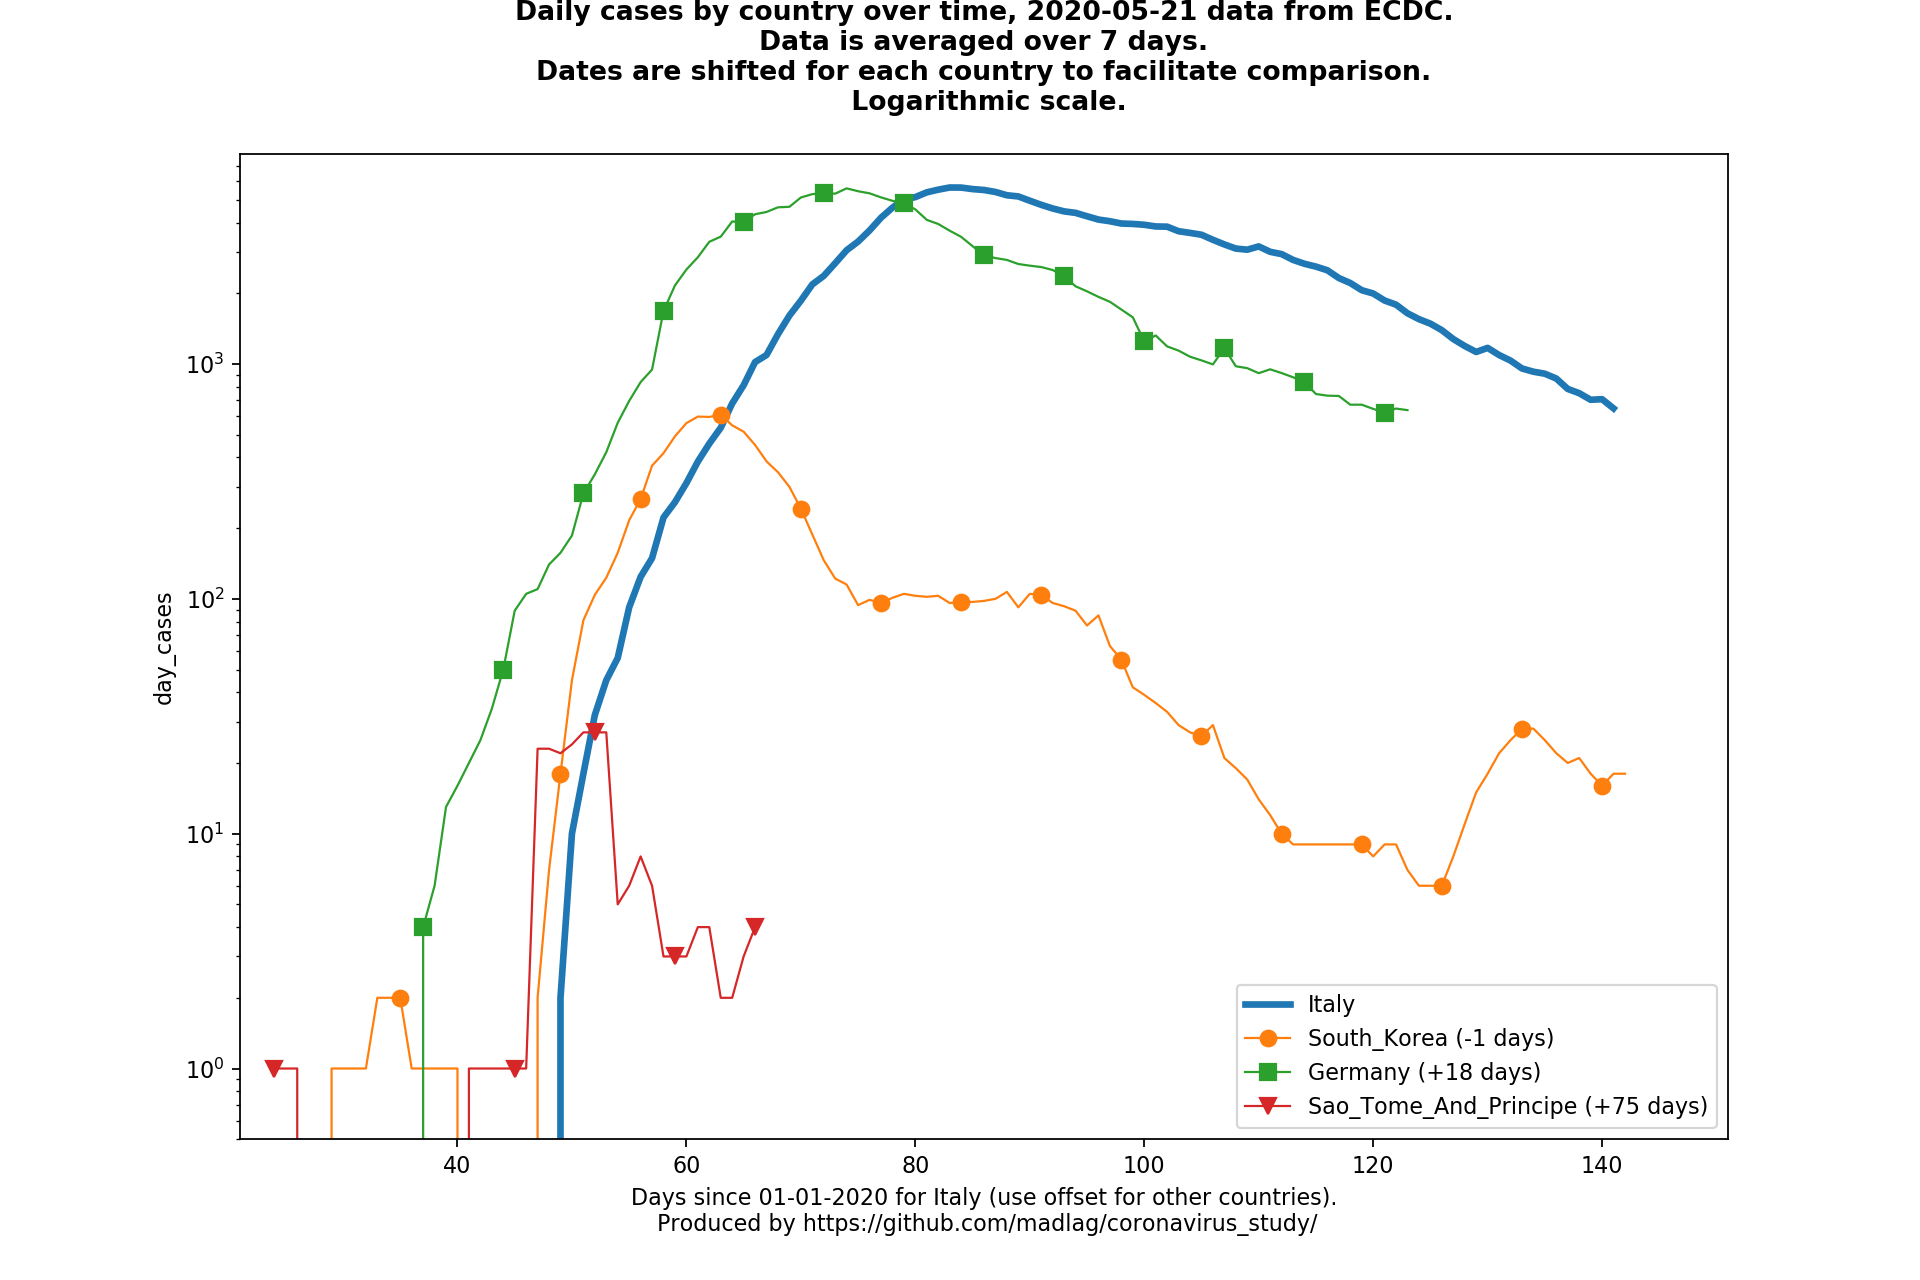 Daily cases by country over time, 2020-05-21 data from ECDC.
Data is averaged over 7 days.
Dates are shifted for each country to facilitate comparison.
Logarithmic scale.
10³
10²
10¹
10⁰
day_cases
40 60 80 100 120 140
Italy
South_Korea (-1 days)
Germany (+18 days)
Sao_Tome_And_Principe (+75 days)
Days since 01-01-2020 for Italy (use offset for other countries).
Produced by https://github.com/madlag/coronavirus_study/